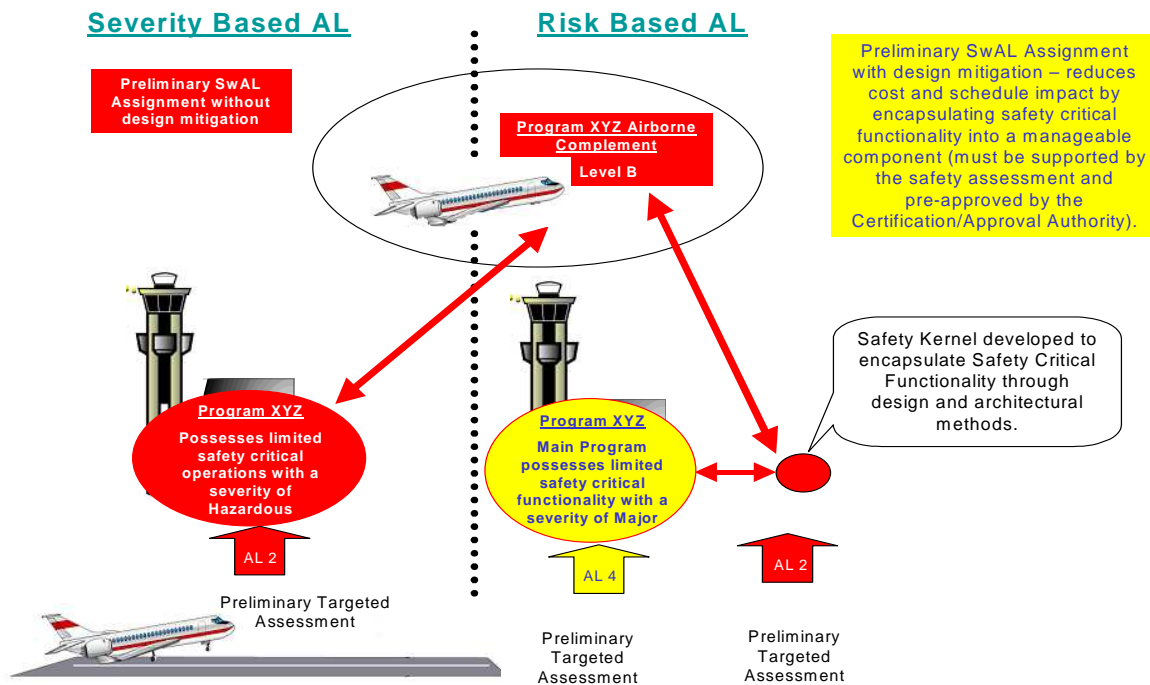 Severity Based AL
Risk Based AL
Preliminary SwAL
Assignment without
design mitigation
Program XYZ Airborne
Complement
Level B
Preliminary SwAL Assignment
with design mitigation – reduces
cost and schedule impact by
encapsulating safety critical
functionality into a manageable
component (must be supported by
the safety assessment and
pre-approved by the
Certification/Approval Authority).
Safety Kernel developed to
encapsulate Safety Critical
Functionality through
design and architectural
methods.
Program XYZ
Possesses limited
safety critical
operations with a
severity of
Hazardous
Program XYZ
Main Program
possesses limited
safety critical
functionality with a
severity of Major
AL 2
AL 4
AL 2
Preliminary Targeted
Assessment
Preliminary
Targeted
Assessment
Preliminary
Targeted
Assessment